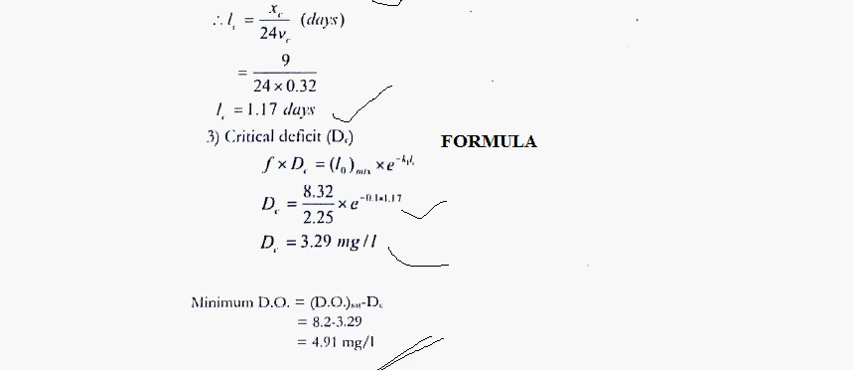 ∴ t_c = x_c / 24v_c (days)
= 9 / 24 × 0.32
t_c = 1.17 days
3) Critical deficit (D_c)
FORMULA
f × D_c = (l_0)_mix × e^{-k_1 t_c}
D_c = 8.32 / 2.25 × e^{-0.1×1.17}
D_c = 3.29 mg/l
Minimum D.O. = (D.O.)_sat-D_c
= 8.2-3.29
= 4.91 mg/l